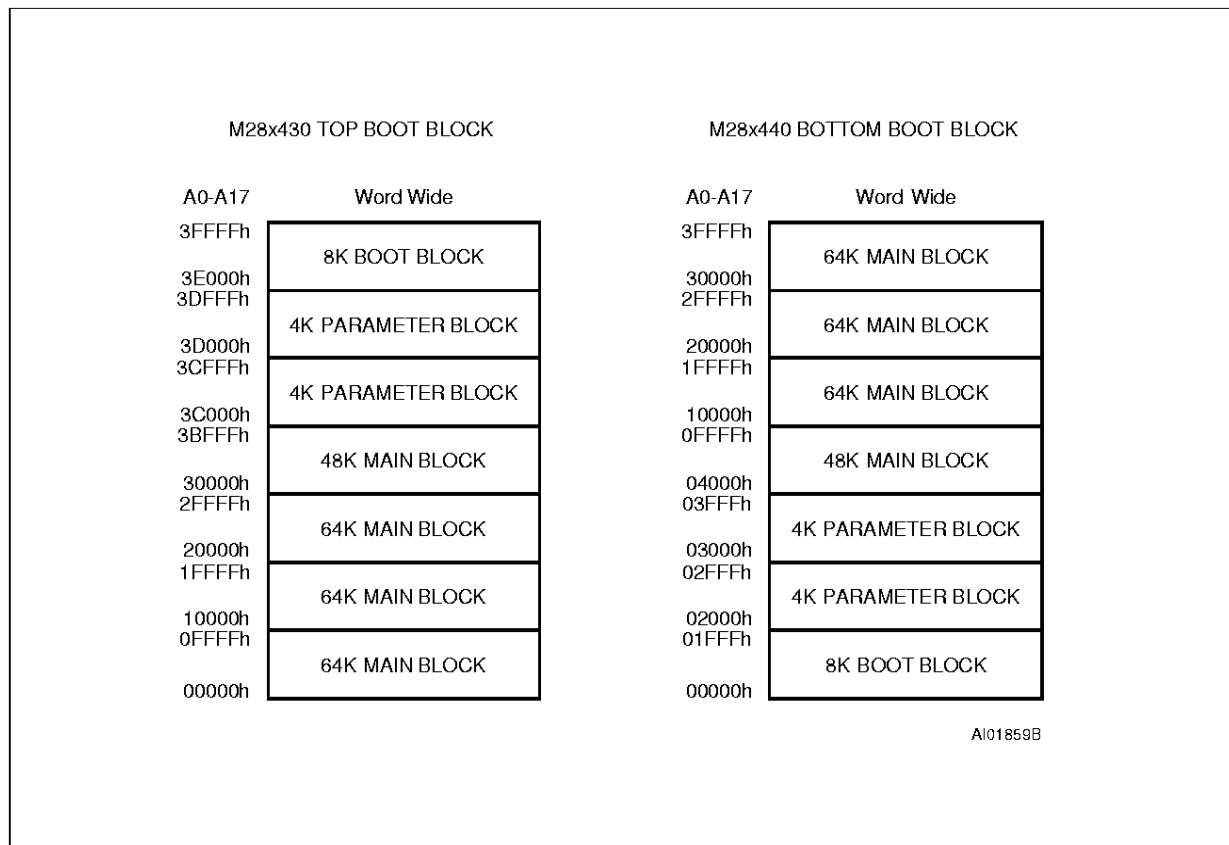 M28x430 TOP BOOT BLOCK
A0-A17 Word Wide
3FFFFh
8K BOOT BLOCK
3E000h
3DFFFh
4K PARAMETER BLOCK
3D000h
3CFFFh
4K PARAMETER BLOCK
3C000h
3BFFFh
48K MAIN BLOCK
30000h
2FFFFh
64K MAIN BLOCK
20000h
1FFFFh
64K MAIN BLOCK
10000h
0FFFFh
64K MAIN BLOCK
00000h
M28x440 BOTTOM BOOT BLOCK
A0-A17 Word Wide
3FFFFh
64K MAIN BLOCK
30000h
2FFFFh
64K MAIN BLOCK
20000h
1FFFFh
64K MAIN BLOCK
10000h
0FFFFh
48K MAIN BLOCK
04000h
03FFFh
4K PARAMETER BLOCK
03000h
02FFFh
4K PARAMETER BLOCK
02000h
01FFFh
8K BOOT BLOCK
00000h
AI01859B